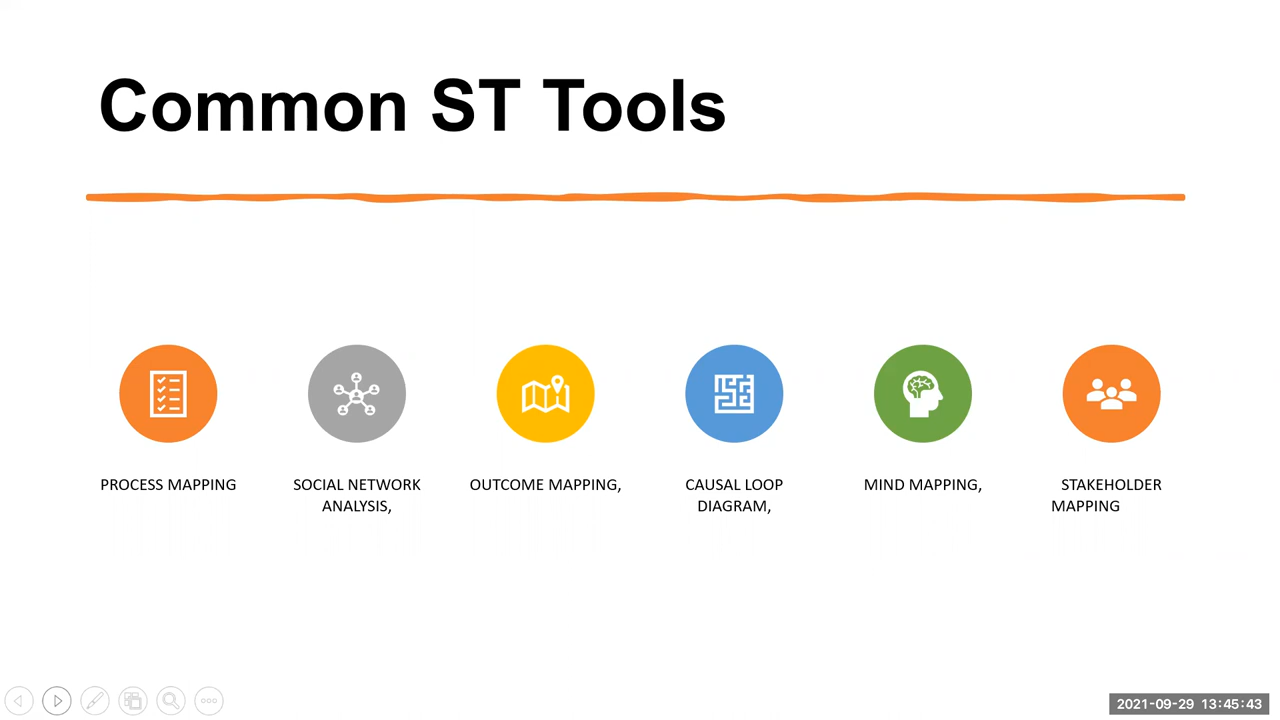 Common ST Tools
PROCESS MAPPING
SOCIAL NETWORK
ANALYSIS,
OUTCOME MAPPING,
CAUSAL LOOP
DIAGRAM,
MIND MAPPING,
STAKEHOLDER
MAPPING
2021-09-29 13:45:43